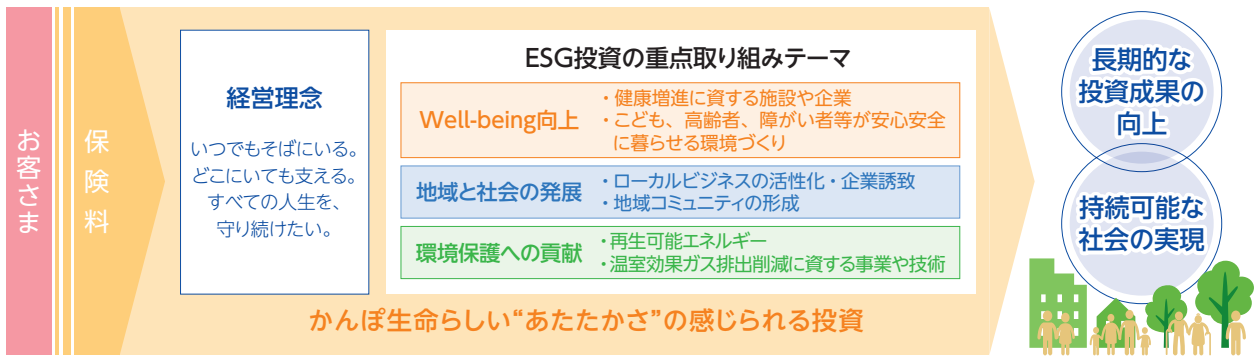 お客さま
保険料
経営理念
いつでもそばにいる。
どこにいても支える。
すべての人生を、
守り続けたい。
ESG投資の重点取り組みテーマ
Well-being向上
・健康増進に資する施設や企業
・こども、高齢者、障がい者等が安心安全
に暮らせる環境づくり
地域と社会の発展
・ローカルビジネスの活性化・企業誘致
・地域コミュニティの形成
環境保護への貢献
・再生可能エネルギー
・温室効果ガス排出削減に資する事業や技術
かんぽ生命らしい“あたたかさ”の感じられる投資
長期的な
投資成果の
向上
持続可能な
社会の実現